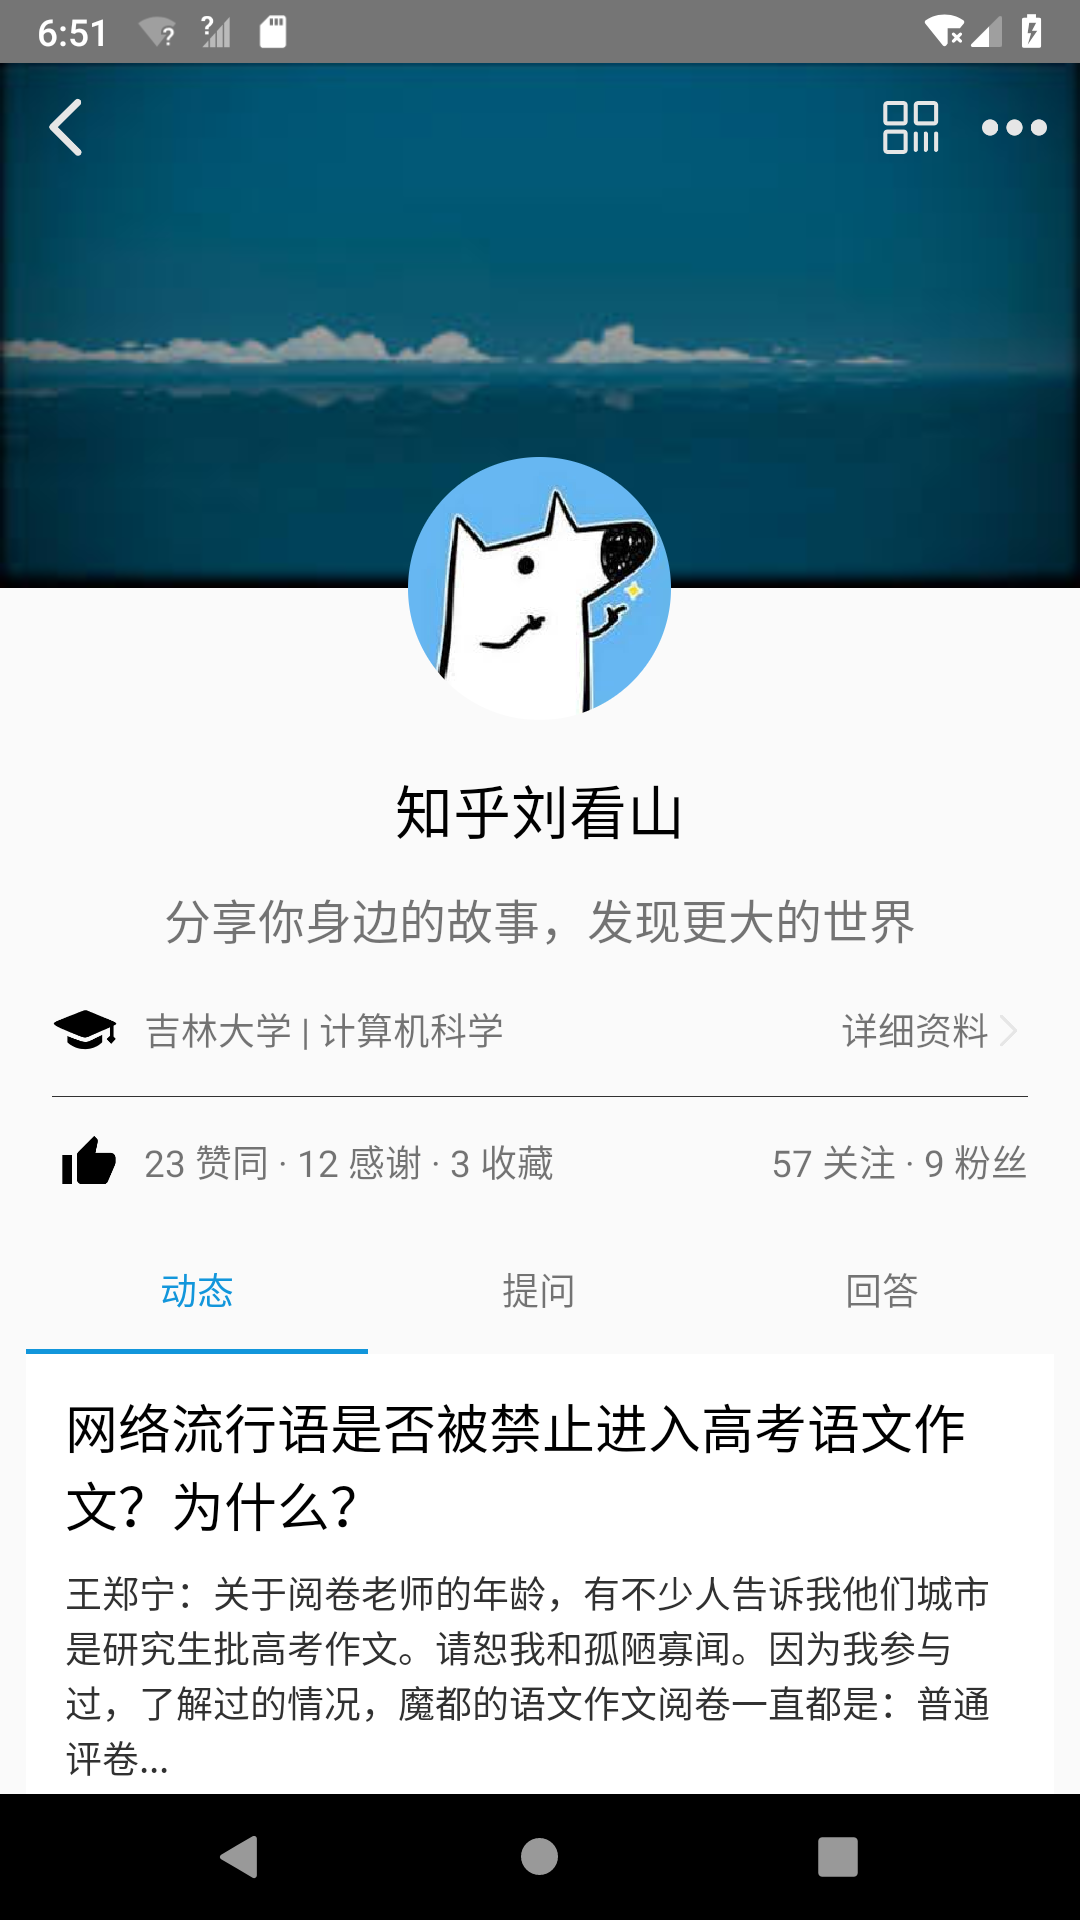 6:51
知乎刘看山
分享你身边的故事，发现更大的世界
吉林大学 | 计算机科学
详细资料
23 赞同 · 12 感谢 · 3 收藏
57 关注 · 9 粉丝
动态
提问
回答
网络流行语是否被禁止进入高考语文作
文？为什么？
王郑宁：关于阅卷老师的年龄，有不少人告诉我他们城市
是研究生批高考作文。请恕我和孤陋寡闻。因为我参与
过，了解过的情况，魔都的语文作文阅卷一直都是：普通
评卷...